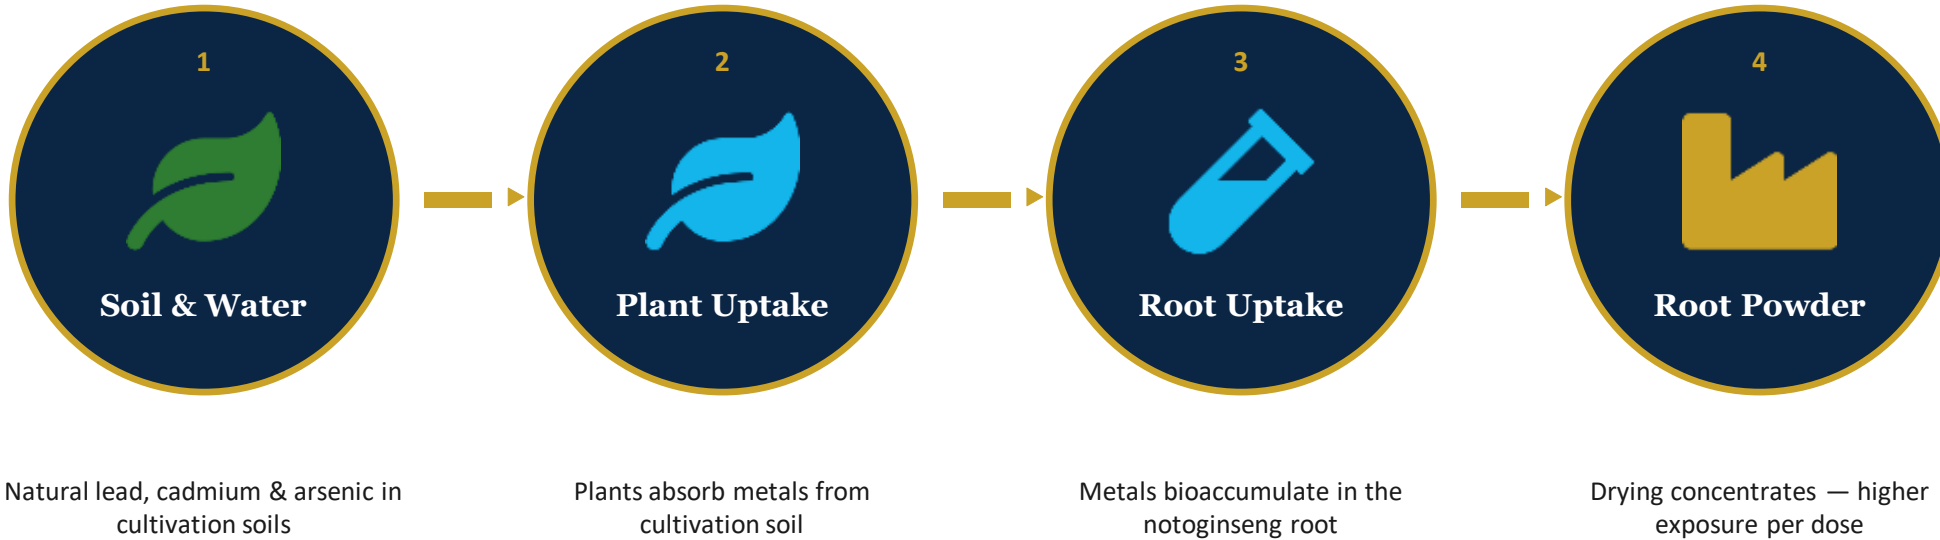 1
Soil & Water
Natural lead, cadmium & arsenic in
cultivation soils
2
Plant Uptake
Plants absorb metals from
cultivation soil
3
Root Uptake
Metals bioaccumulate in the
notoginseng root
4
Root Powder
Drying concentrates — higher
exposure per dose